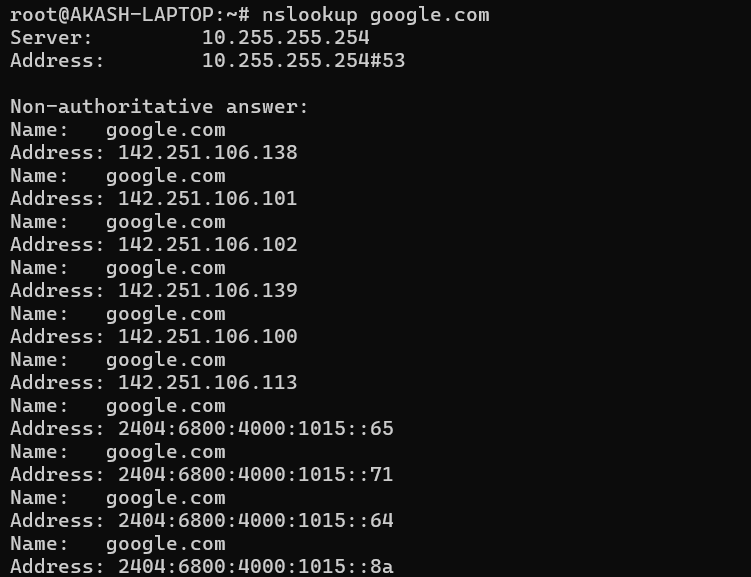 root@AKASH-LAPTOP:~# nslookup google.com
Server:         10.255.255.254
Address:        10.255.255.254#53

Non-authoritative answer:
Name:   google.com
Address: 142.251.106.138
Name:   google.com
Address: 142.251.106.101
Name:   google.com
Address: 142.251.106.102
Name:   google.com
Address: 142.251.106.139
Name:   google.com
Address: 142.251.106.100
Name:   google.com
Address: 142.251.106.113
Name:   google.com
Address: 2404:6800:4000:1015::65
Name:   google.com
Address: 2404:6800:4000:1015::71
Name:   google.com
Address: 2404:6800:4000:1015::64
Name:   google.com
Address: 2404:6800:4000:1015::8a